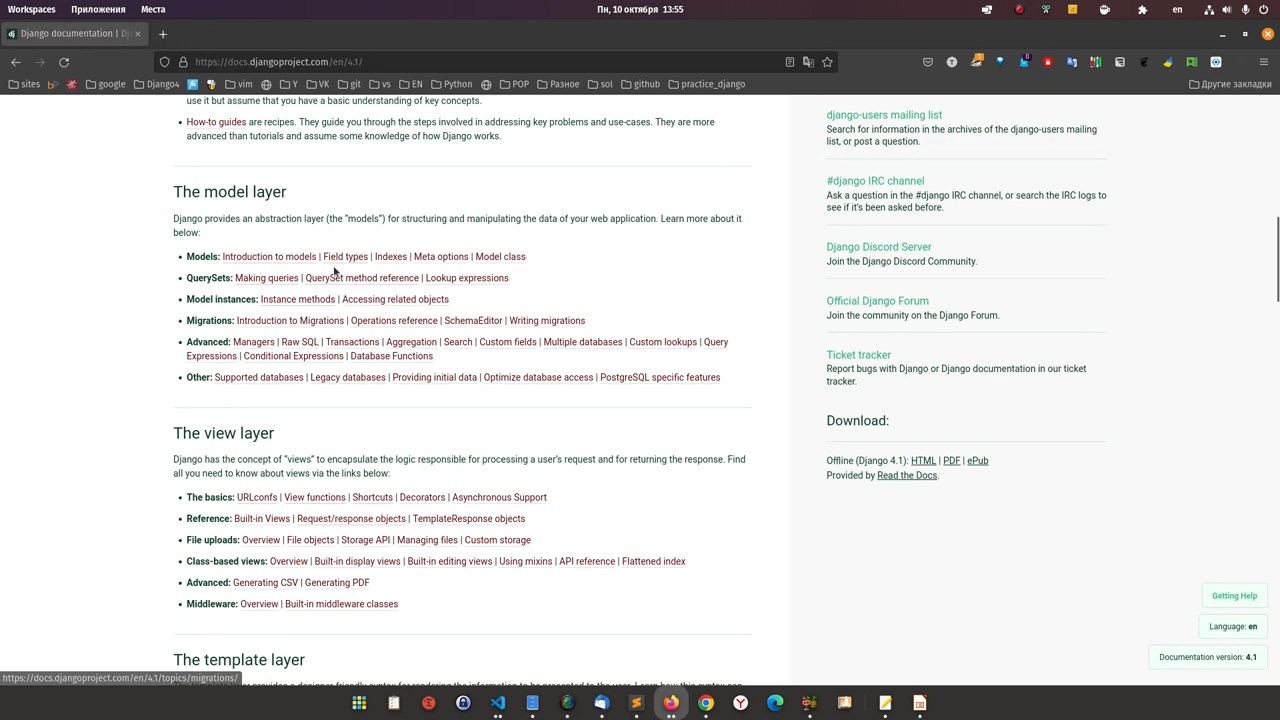 Workspaces Приложения Места Пн, 10 октября 13:55 en
Django documentation | Dj
https://docs.djangoproject.com/en/4.1/
sites google Django4 vim Y VK git vs EN Python POP Разное sol github practice_django Другие закладки
use it but assume that you have a basic understanding of key concepts.
• How-to guides are recipes. They guide you through the steps involved in addressing key problems and use-cases. They are more
advanced than tutorials and assume some knowledge of how Django works.
The model layer
Django provides an abstraction layer (the “models”) for structuring and manipulating the data of your web application. Learn more about it
below:
• Models: Introduction to models | Field types | Indexes | Meta options | Model class
• QuerySets: Making queries | QuerySet method reference | Lookup expressions
• Model instances: Instance methods | Accessing related objects
• Migrations: Introduction to Migrations | Operations reference | SchemaEditor | Writing migrations
• Advanced: Managers | Raw SQL | Transactions | Aggregation | Search | Custom fields | Multiple databases | Custom lookups | Query
Expressions | Conditional Expressions | Database Functions
• Other: Supported databases | Legacy databases | Providing initial data | Optimize database access | PostgreSQL specific features
The view layer
Django has the concept of “views” to encapsulate the logic responsible for processing a user’s request and for returning the response. Find
all you need to know about views via the links below:
• The basics: URLconfs | View functions | Shortcuts | Decorators | Asynchronous Support
• Reference: Built-in Views | Request/response objects | TemplateResponse objects
• File uploads: Overview | File objects | Storage API | Managing files | Custom storage
• Class-based views: Overview | Built-in display views | Built-in editing views | Using mixins | API reference | Flattened index
• Advanced: Generating CSV | Generating PDF
• Middleware: Overview | Built-in middleware classes
The template layer
django-users mailing list
Search for information in the archives of the django-users mailing
list, or post a question.
#django IRC channel
Ask a question in the #django IRC channel, or search the IRC logs to
see if it’s been asked before.
Django Discord Server
Join the Django Discord Community.
Official Django Forum
Join the community on the Django Forum.
Ticket tracker
Report bugs with Django or Django documentation in our ticket
tracker.
Download:
Offline (Django 4.1): HTML | PDF | ePub
Provided by Read the Docs.
Getting Help
Language: en
Documentation version: 4.1
https://docs.djangoproject.com/en/4.1/topics/migrations/